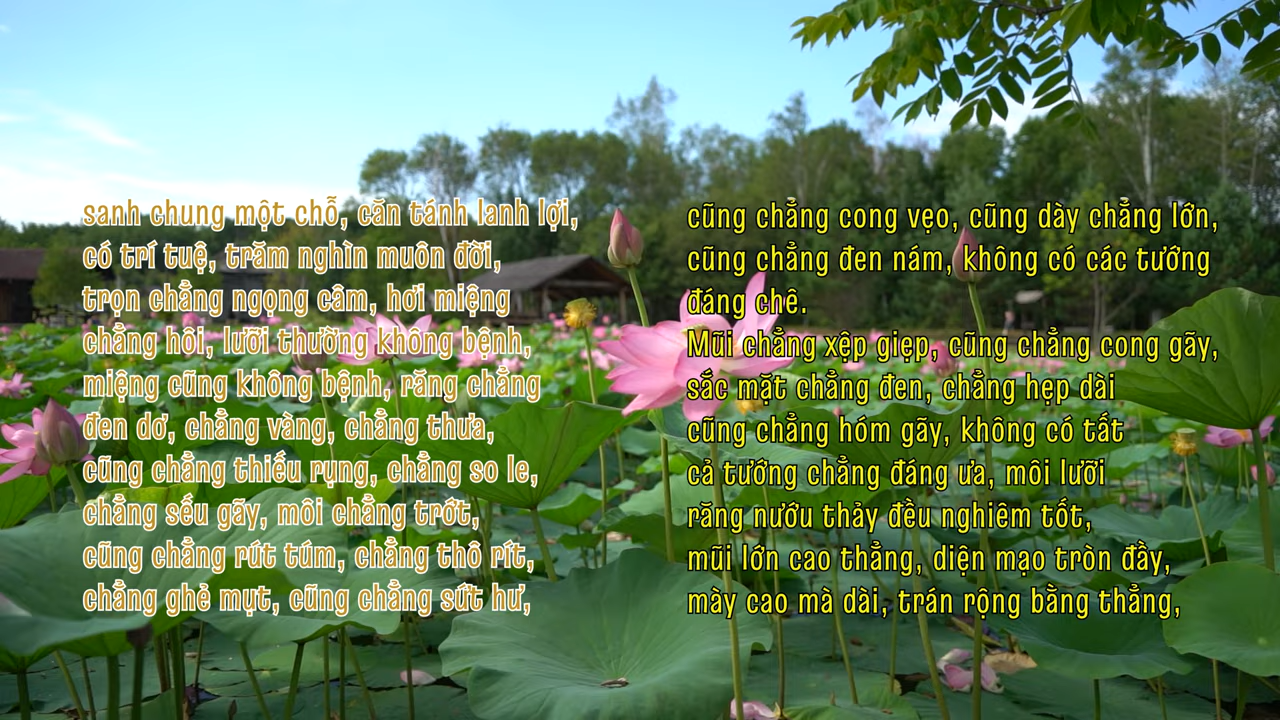 sanh chung một chỗ, căn tánh lanh lợi,
có trí tuệ, trăm nghìn muôn đời,
trọn chẳng ngọng câm, hơi miệng
chẳng hôi, lưỡi thường không bệnh,
miệng cũng không bệnh, răng chẳng
đen dơ, chẳng vàng, chẳng thưa,
cũng chẳng thiếu rụng, chẳng so le,
chẳng sếu gãy, môi chẳng trớt,
cũng chẳng rút túm, chẳng thô rít,
chẳng ghẻ mụt, cũng chẳng sứt hư,
cũng chẳng cong vẹo, cũng dày chẳng lớn,
cũng chẳng đen nám, không có các tướng
đáng chê.
Mũi chẳng xệp giẹp, cũng chẳng cong gãy,
sắc mặt chẳng đen, chẳng hẹp dài
cũng chẳng hóm gãy, không có tất
cả tướng chẳng đáng ưa, môi lưỡi
răng nướu thảy đều nghiêm tốt,
mũi lớn cao thẳng, diện mạo tròn đầy,
mày cao mà dài, trán rộng bằng thẳng,